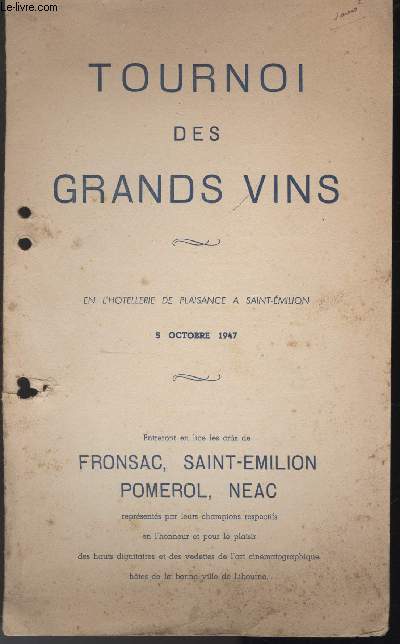 Le-livre.com
TOURNOI
DES
GRANDS VINS
EN L'HOTELLERIE DE PLAISANCE A SAINT-ÉMILION
5 OCTOBRE 1947
Entreront en lice les crûs de
FRONSAC, SAINT-EMILION
POMEROL, NEAC
représentés par leurs champions respectifs
en l'honneur et pour le plaisir
des hauts dignitaires et des vedettes de l'art cinématographique
hôtes de la bonne ville de Libourne.